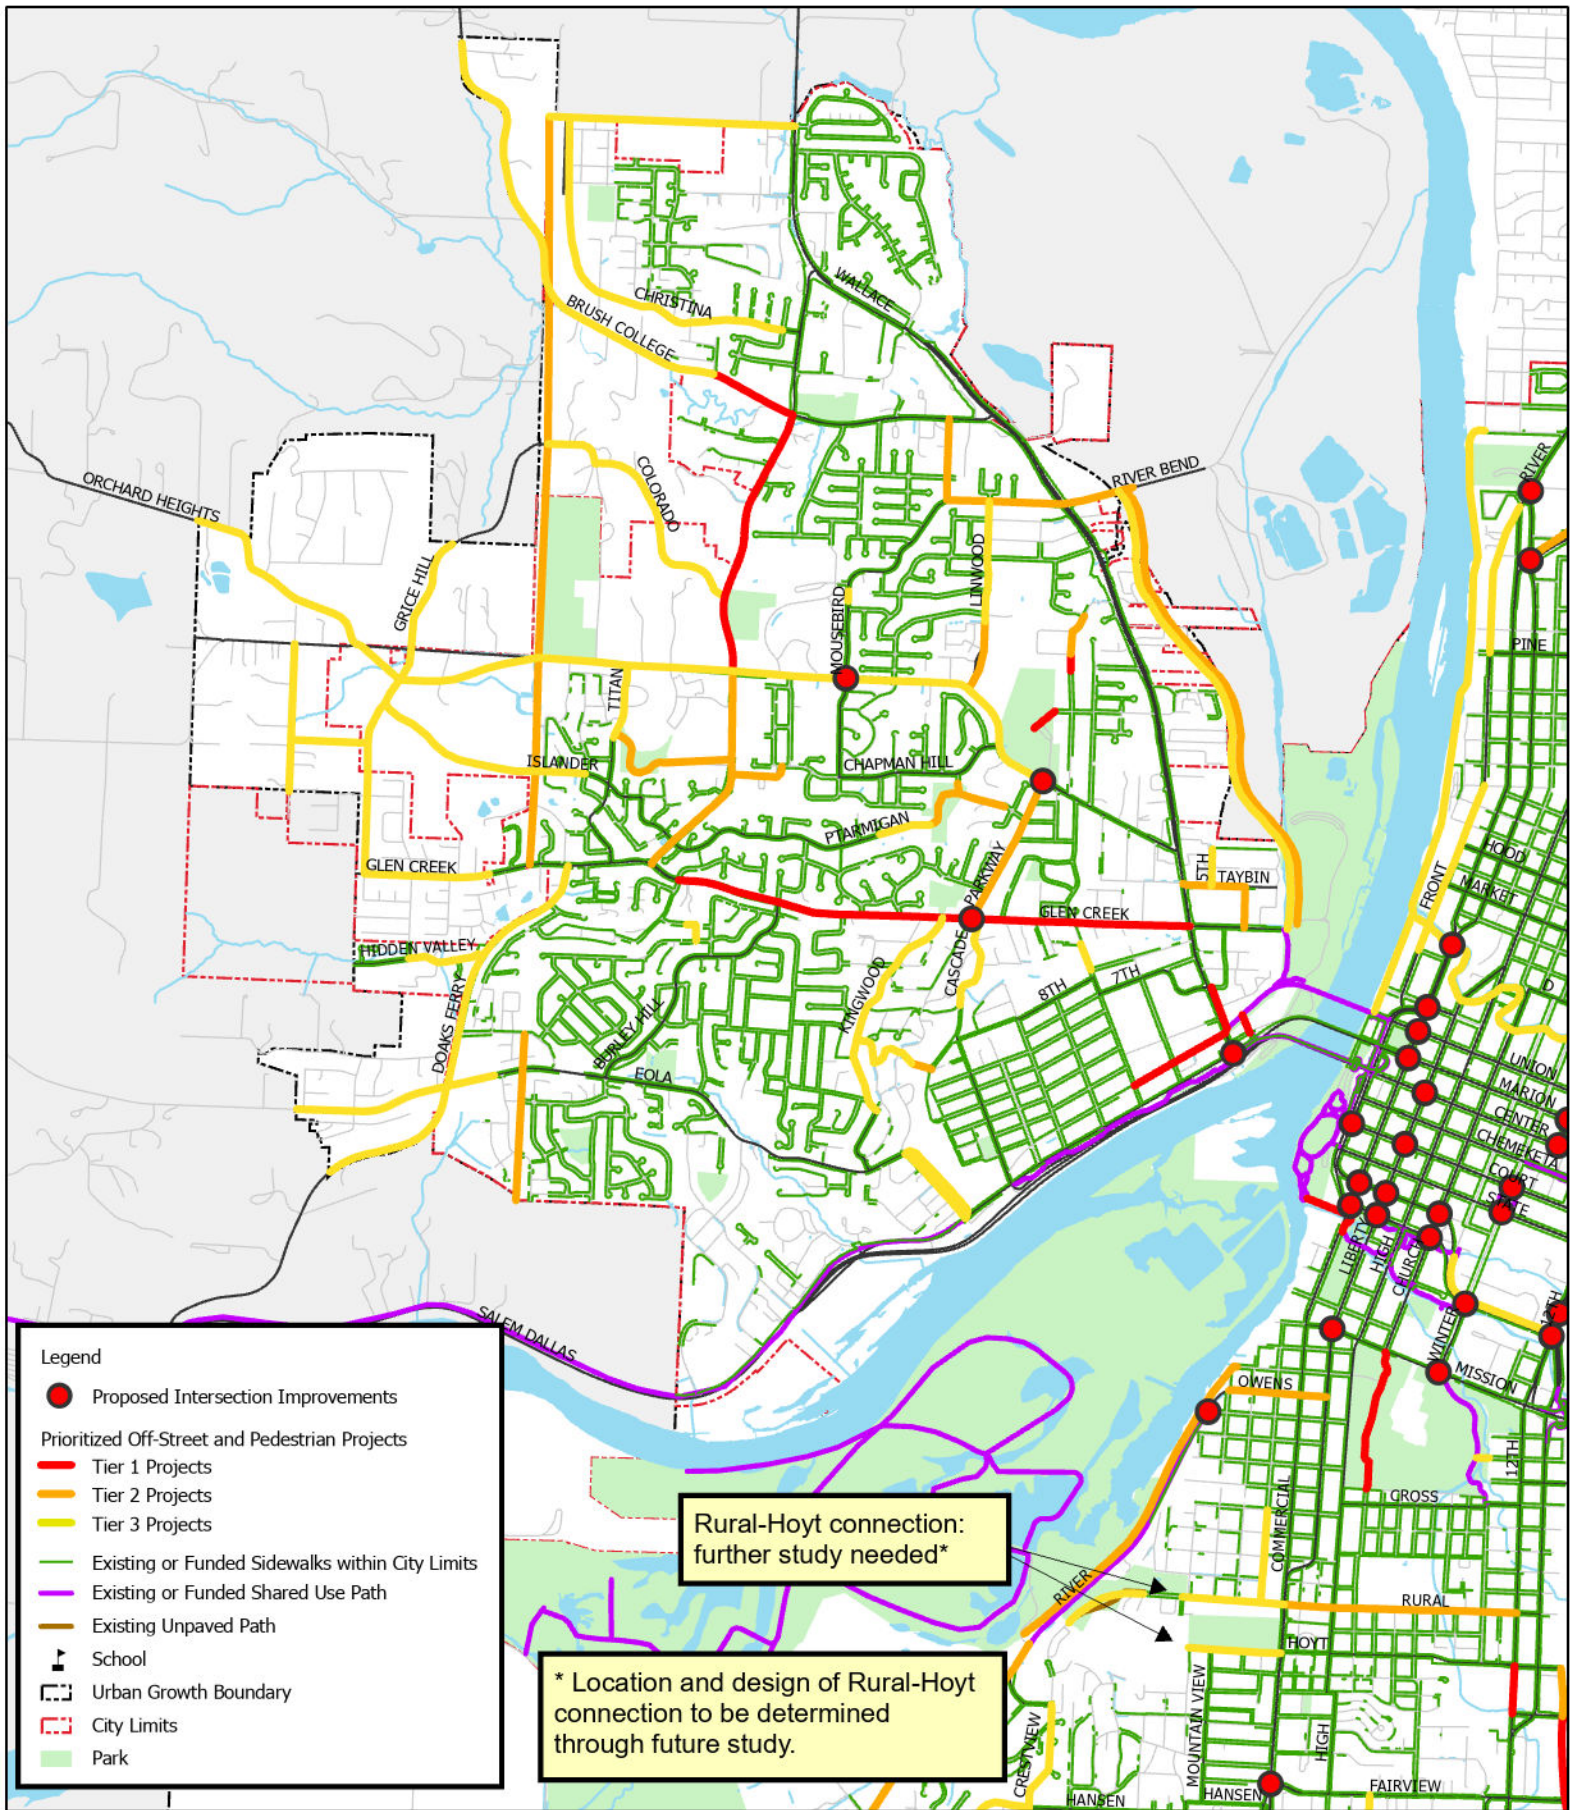 WALLACE
CHRISTINA
BRUSH COLLEGE
ORCHARD HEIGHTS
COLORADO
RIVER BEND
RIVER
GRICE HILL
LINWOOD
MOUSEBIRD
PINE
TITAN
ISLANDER
CHAPMAN HILL
PTARMIGAN
HOOD
GLEN CREEK
PARKWAY
5TH
TAYBIN
MARKET
FRONT
GLEN CREEK
HIDDEN VALLEY
CASCADE
KINGWOOD
8TH
7TH
D
DOAKS FERRY
BURLEY HILL
EOLA
UNION
MARION
CENTER
CHEMEKETA
COURT
STATE
LIBERTY
HIGH
CHURCH
12TH
WINTER
SALEM DALLAS
MISSION
OWENS
12TH
CROSS
COMMERCIAL
Legend
Proposed Intersection Improvements
Prioritized Off-Street and Pedestrian Projects
Tier 1 Projects
Tier 2 Projects
Tier 3 Projects
Existing or Funded Sidewalks within City Limits
Existing or Funded Shared Use Path
Existing Unpaved Path
School
Urban Growth Boundary
City Limits
Park
Rural-Hoyt connection:
further study needed*
RIVER
RURAL
HOYT
* Location and design of Rural-Hoyt
connection to be determined
through future study.
CRESTVIEW
MOUNTAIN VIEW
HIGH
HANSEN
HANSEN
FAIRVIEW